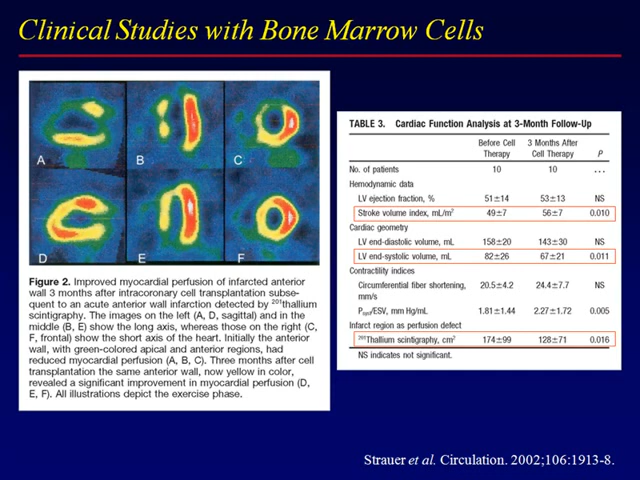 Clinical Studies with Bone Marrow Cells
A
B
C
D
E
F
Figure 2. Improved myocardial perfusion of infarcted anterior
wall 3 months after intracoronary cell transplantation subse-
quent to an acute anterior wall infarction detected by 201thallium
scintigraphy. The images on the left (A, D, sagittal) and in the
middle (B, E) show the long axis, whereas those on the right (C,
F, frontal) show the short axis of the heart. Initially the anterior
wall, with green-colored apical and anterior regions, had
reduced myocardial perfusion (A, B, C). Three months after cell
transplantation the same anterior wall, now yellow in color,
revealed a significant improvement in myocardial perfusion (D,
E, F). All illustrations depict the exercise phase.
TABLE 3. Cardiac Function Analysis at 3-Month Follow-Up
Before Cell Therapy 3 Months After Cell Therapy P
No. of patients 10 10 ...
Hemodynamic data
LV ejection fraction, % 51±14 53±13 NS
Stroke volume index, mL/m² 49±7 56±7 0.010
Cardiac geometry
LV end-diastolic volume, mL 158±20 143±30 NS
LV end-systolic volume, mL 82±26 67±21 0.011
Contractility indices
Circumferential fiber shortening, 20.5±4.2 24.4±7.7 NS
mm/s
Psyst/ESV, mm Hg/mL 1.81±1.44 2.27±1.72 0.005
Infarct region as perfusion defect
201Thallium scintigraphy, cm² 174±99 128±71 0.016
NS indicates not significant.
Strauer et al. Circulation. 2002;106:1913-8.